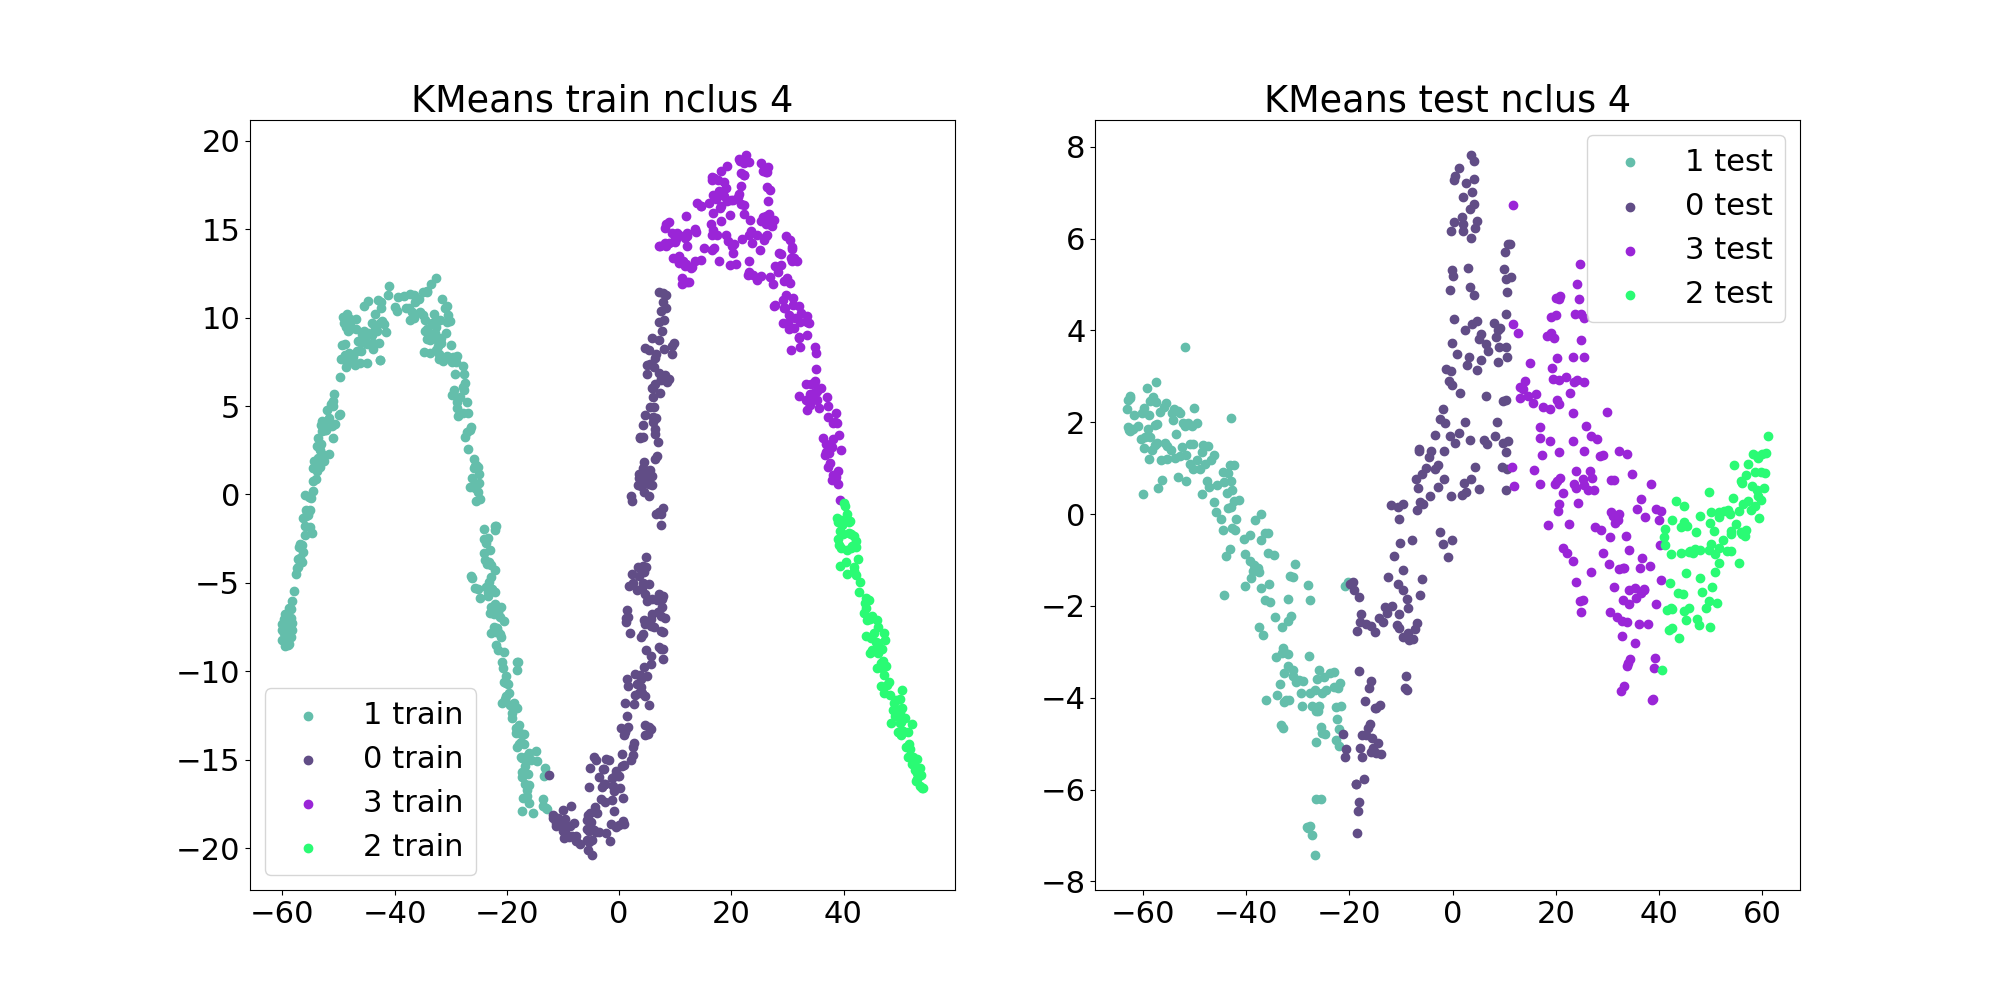 KMeans train nclus 4
20
15
10
5
0
−5
−10
−15
−20
−60 −40 −20 0 20 40
1 train
0 train
3 train
2 train
KMeans test nclus 4
8
6
4
2
0
−2
−4
−6
−8
−60 −40 −20 0 20 40 60
1 test
0 test
3 test
2 test